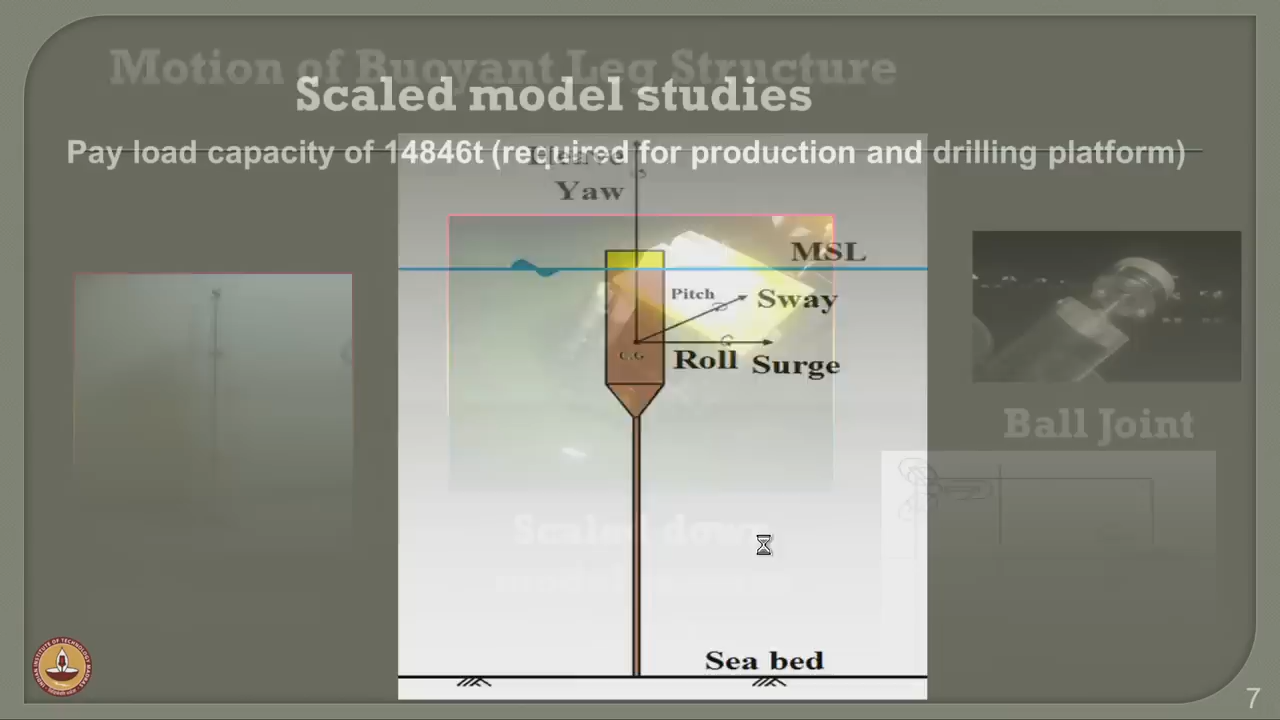 Motion of Buoyant Leg Structure
Scaled model studies
Pay load capacity of 14846t (required for production and drilling platform)
Heave
Yaw
MSL
Pitch
Sway
C.G
Roll
Surge
Ball Joint
Scaled down
Sea bed
7